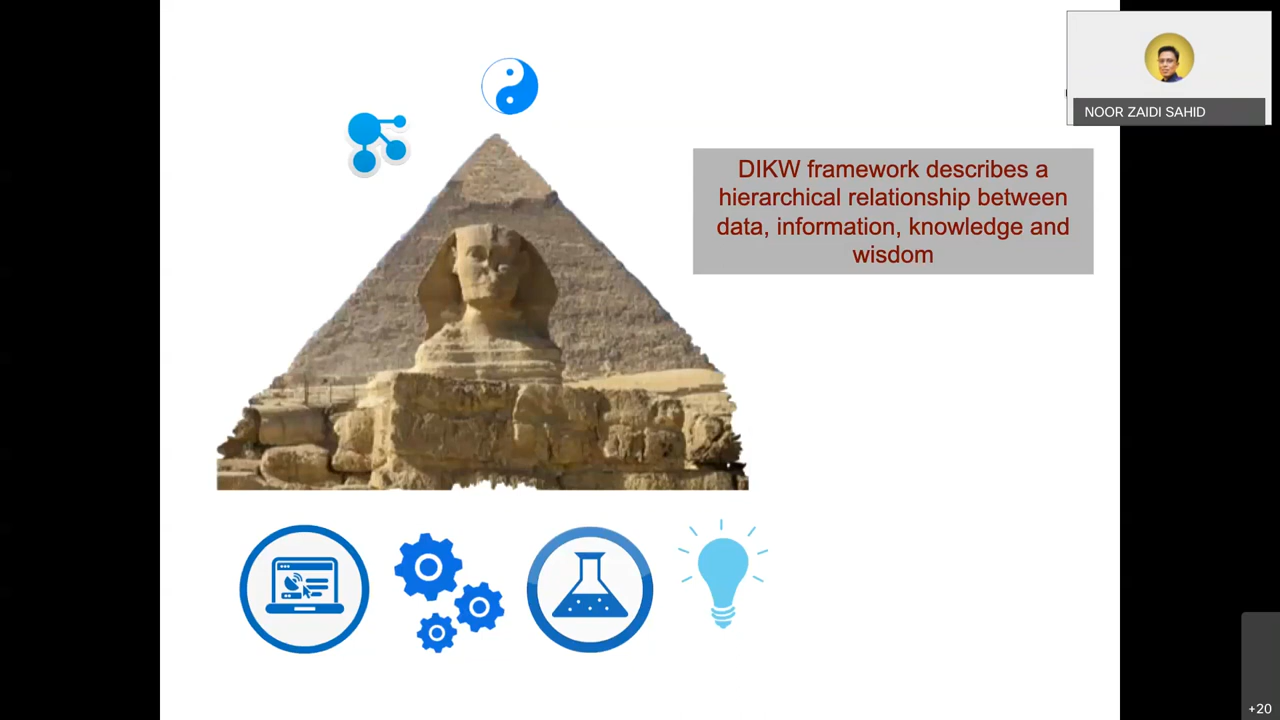 NOOR ZAIDI SAHID
DIKW framework describes a
hierarchical relationship between
data, information, knowledge and
wisdom
+20